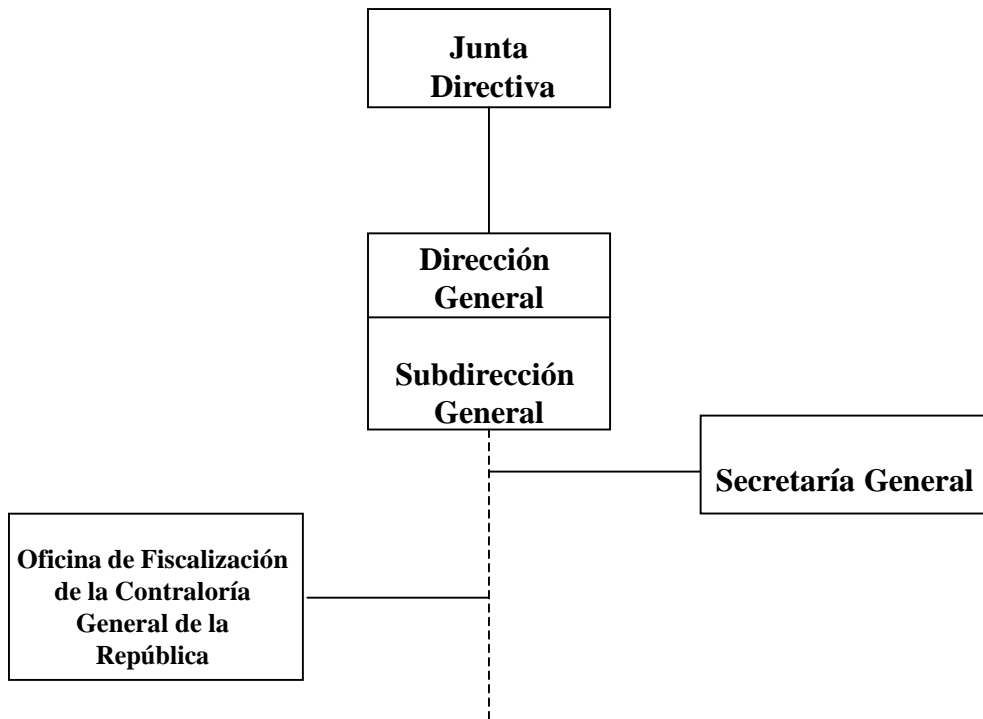 Junta
Directiva
Dirección
General
Subdirección
General
Secretaría General
Oficina de Fiscalización
de la Contraloría
General de la
República